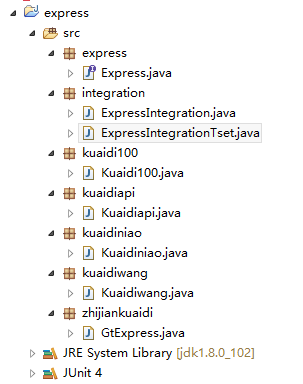 express
src
express
Express.java
integration
ExpressIntegration.java
ExpressIntegrationTset.java
kuaidi100
Kuaidi100.java
kuaidiapi
Kuaidiapi.java
kuaidiniao
Kuaidiniao.java
kuaidiwang
Kuaidiwang.java
zhijiankuaidi
GtExpress.java
JRE System Library [jdk1.8.0_102]
JUnit 4